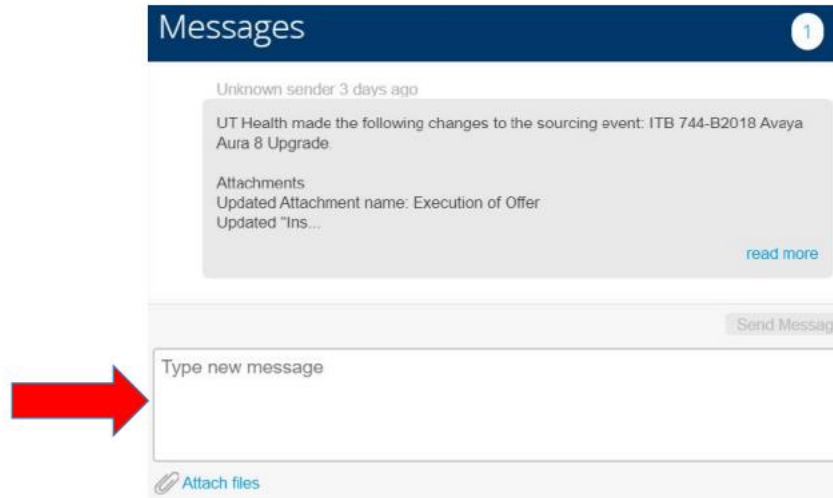 Messages
1
Unknown sender 3 days ago
UT Health made the following changes to the sourcing event: ITB 744-B2018 Avaya
Aura 8 Upgrade.
Attachments
Updated Attachment name: Execution of Offer
Updated "Ins...
read more
Send Messag
Type new message
Attach files